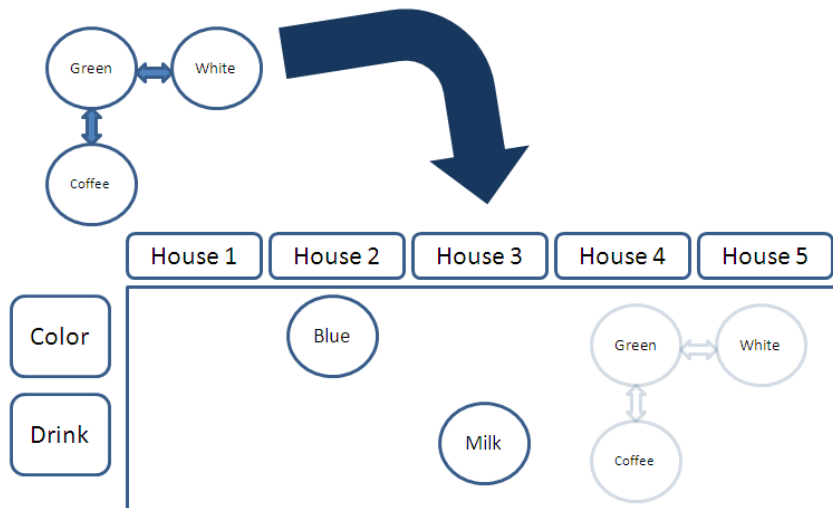 Green
White
Coffee
House 1
House 2
House 3
House 4
House 5
Color
Blue
Green
White
Drink
Milk
Coffee